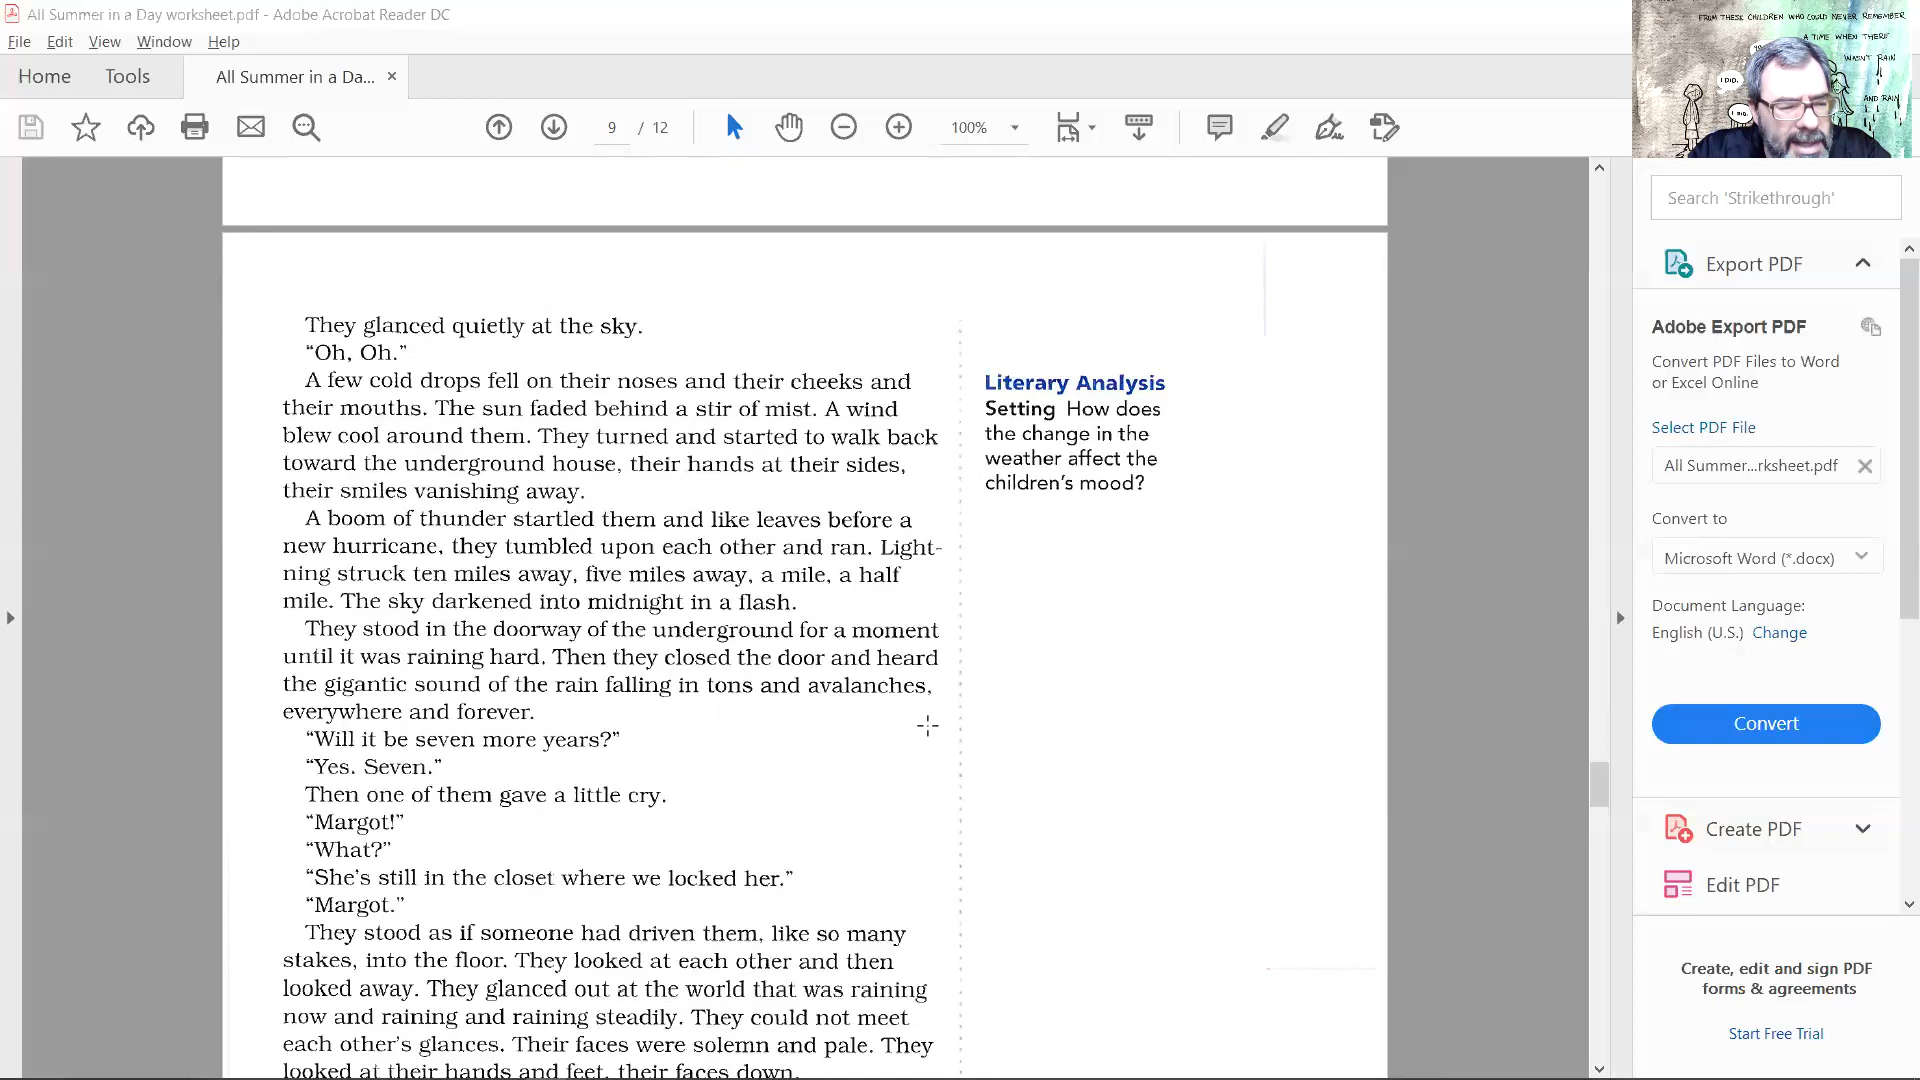 All Summer in a Day worksheet.pdf - Adobe Acrobat Reader DC
File Edit View Window Help
Home Tools All Summer in a Da... ×
9 / 12 100%
FROM THESE CHILDREN WHO COULD NEVER REMEMBER
A TIME WHEN THERE
WASN'T RAIN
AND RAIN
I DID.
I DID.
Search 'Strikethrough'
Export PDF
Adobe Export PDF
Convert PDF Files to Word
or Excel Online
Select PDF File
All Summer...rksheet.pdf
Convert to
Microsoft Word (*.docx)
Document Language:
English (U.S.) Change
Convert
Create PDF
Edit PDF
Create, edit and sign PDF
forms & agreements
Start Free Trial
They glanced quietly at the sky.
“Oh, Oh.”
A few cold drops fell on their noses and their cheeks and
their mouths. The sun faded behind a stir of mist. A wind
blew cool around them. They turned and started to walk back
toward the underground house, their hands at their sides,
their smiles vanishing away.
A boom of thunder startled them and like leaves before a
new hurricane, they tumbled upon each other and ran. Light-
ning struck ten miles away, five miles away, a mile, a half
mile. The sky darkened into midnight in a flash.
They stood in the doorway of the underground for a moment
until it was raining hard. Then they closed the door and heard
the gigantic sound of the rain falling in tons and avalanches,
everywhere and forever.
“Will it be seven more years?”
“Yes. Seven.”
Then one of them gave a little cry.
“Margot!”
“What?”
“She’s still in the closet where we locked her.”
“Margot.”
They stood as if someone had driven them, like so many
stakes, into the floor. They looked at each other and then
looked away. They glanced out at the world that was raining
now and raining and raining steadily. They could not meet
each other’s glances. Their faces were solemn and pale. They
looked at their hands and feet, their faces down.
Literary Analysis
Setting How does
the change in the
weather affect the
children’s mood?